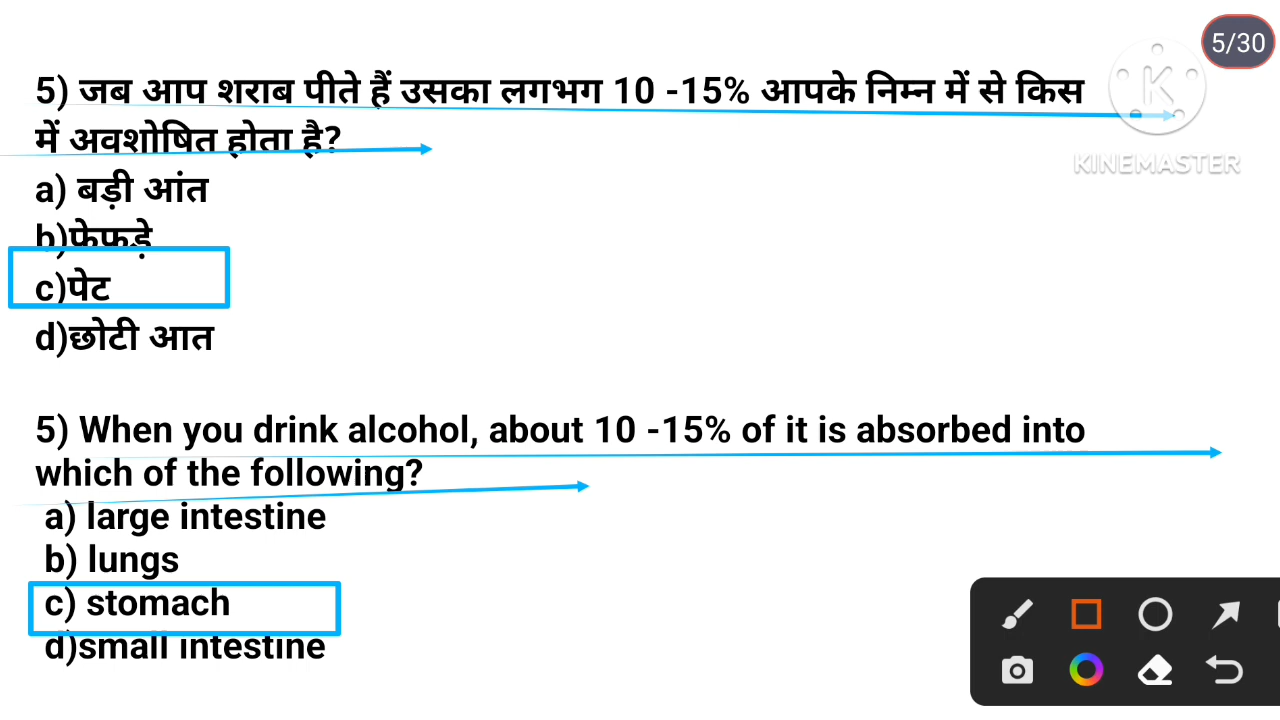 5/30
5) जब आप शराब पीते हैं उसका लगभग 10 -15% आपके निम्न में से किस
में अवशोषित होता है?
a) बड़ी आंत
b)फेफड़े
c)पेट
d)छोटी आत
K
KINEMASTER
5) When you drink alcohol, about 10 -15% of it is absorbed into
which of the following?
a) large intestine
b) lungs
c) stomach
d)small intestine